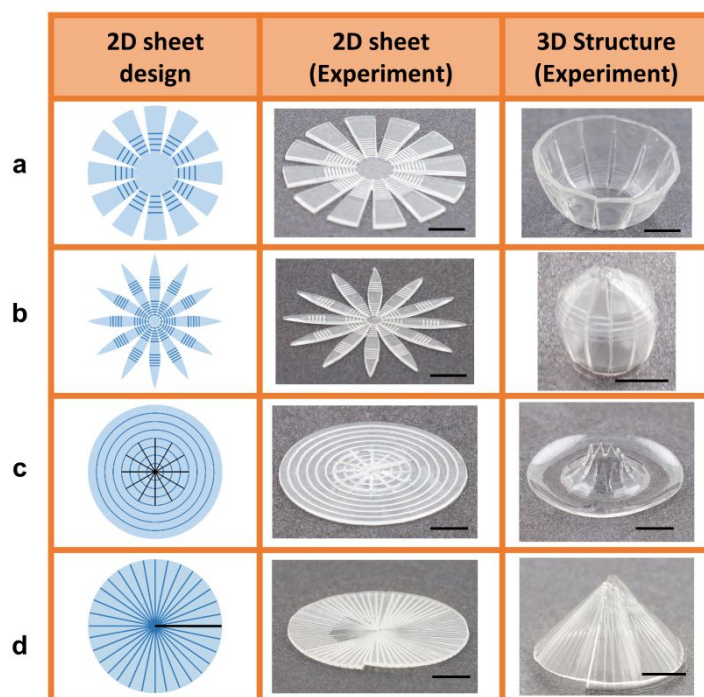 2D sheet
design
2D sheet
(Experiment)
3D Structure
(Experiment)
a
b
c
d